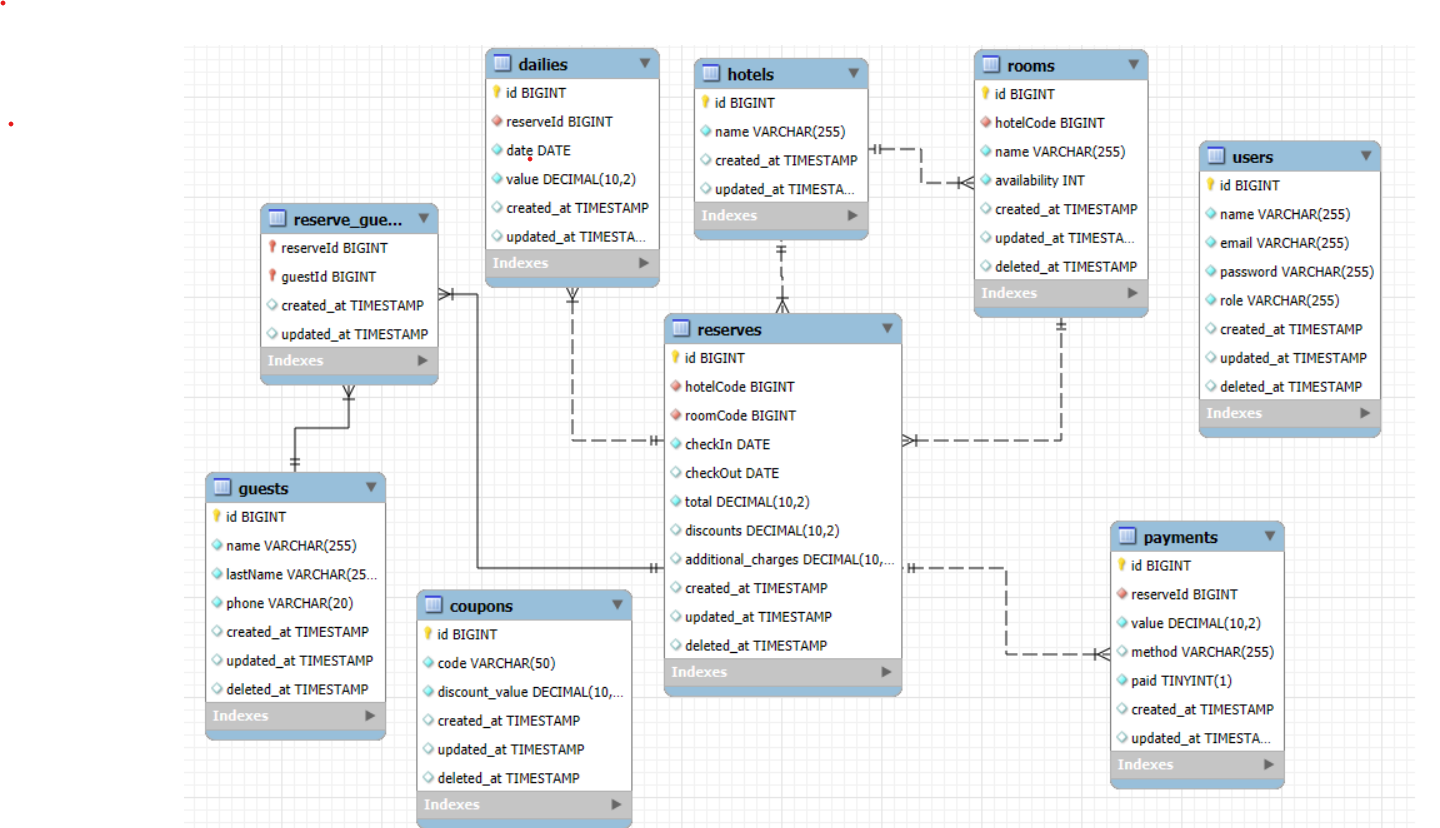 dailies
id BIGINT
reserveId BIGINT
date DATE
value DECIMAL(10,2)
created_at TIMESTAMP
updated_at TIMESTA...
Indexes
hotels
id BIGINT
name VARCHAR(255)
created_at TIMESTAMP
updated_at TIMESTA...
Indexes
rooms
id BIGINT
hotelCode BIGINT
name VARCHAR(255)
availability INT
created_at TIMESTAMP
updated_at TIMESTA...
deleted_at TIMESTAMP
Indexes
users
id BIGINT
name VARCHAR(255)
email VARCHAR(255)
password VARCHAR(255)
role VARCHAR(255)
created_at TIMESTAMP
updated_at TIMESTAMP
deleted_at TIMESTAMP
Indexes
reserve_gue...
reserveId BIGINT
guestId BIGINT
created_at TIMESTAMP
updated_at TIMESTAMP
Indexes
reserves
id BIGINT
hotelCode BIGINT
roomCode BIGINT
checkIn DATE
checkOut DATE
total DECIMAL(10,2)
discounts DECIMAL(10,2)
additional_charges DECIMAL(10,...
created_at TIMESTAMP
updated_at TIMESTAMP
deleted_at TIMESTAMP
Indexes
guests
id BIGINT
name VARCHAR(255)
lastName VARCHAR(25...
phone VARCHAR(20)
created_at TIMESTAMP
updated_at TIMESTAMP
deleted_at TIMESTAMP
Indexes
coupons
id BIGINT
code VARCHAR(50)
discount_value DECIMAL(10,...
created_at TIMESTAMP
updated_at TIMESTAMP
deleted_at TIMESTAMP
Indexes
payments
id BIGINT
reserveId BIGINT
value DECIMAL(10,2)
method VARCHAR(255)
paid TINYINT(1)
created_at TIMESTAMP
updated_at TIMESTA...
Indexes